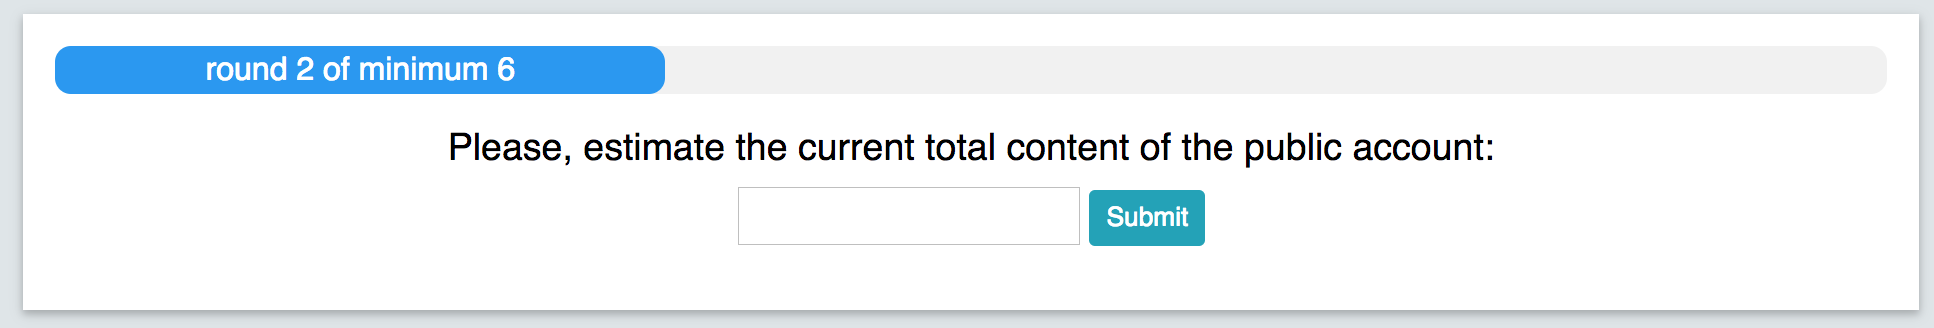 round 2 of minimum 6
Please, estimate the current total content of the public account:
Submit